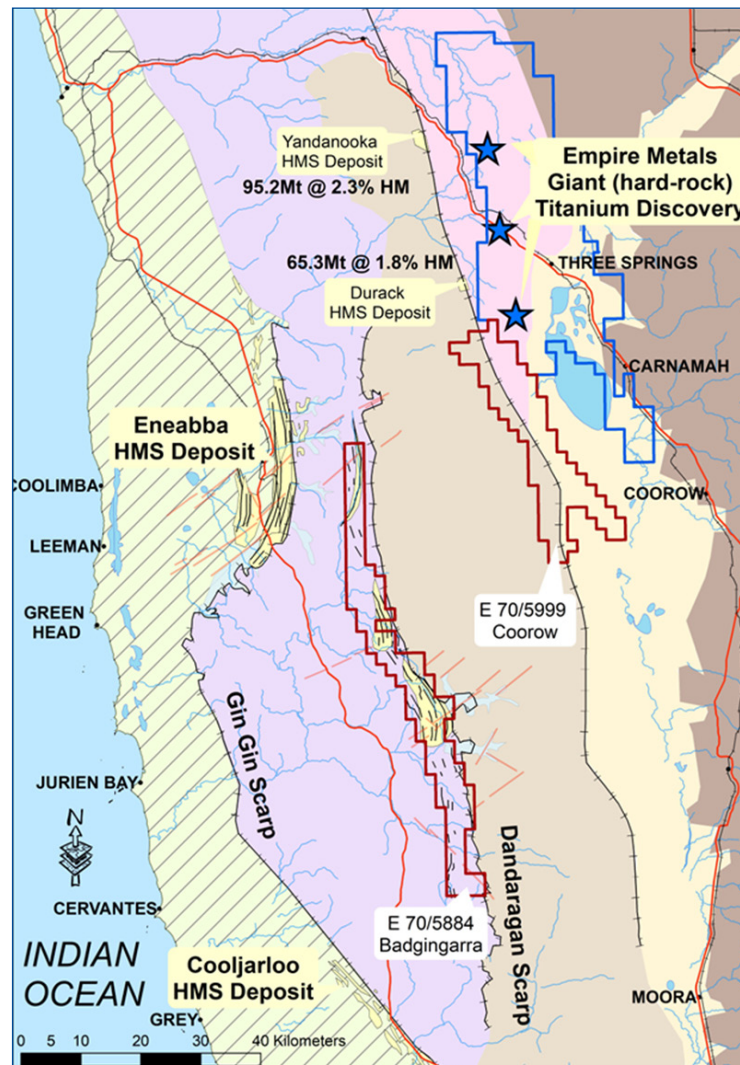 Yandanooka
HMS Deposit
95.2Mt @ 2.3% HM
Empire Metals
Giant (hard-rock)
Titanium Discovery
65.3Mt @ 1.8% HM
THREE SPRINGS
Durack
HMS Deposit
CARNAMAH
Eneabba
HMS Deposit
COOLIMBA
COOROW
LEEMAN
E 70/5999
Coorow
GREEN
HEAD
Gin Gin Scarp
JURIEN BAY
N
Dandaragan Scarp
CERVANTES
E 70/5884
Badgingarra
INDIAN
OCEAN
Cooljarloo
HMS Deposit
MOORA
GREY
0 5 10 20 30 40 Kilometers